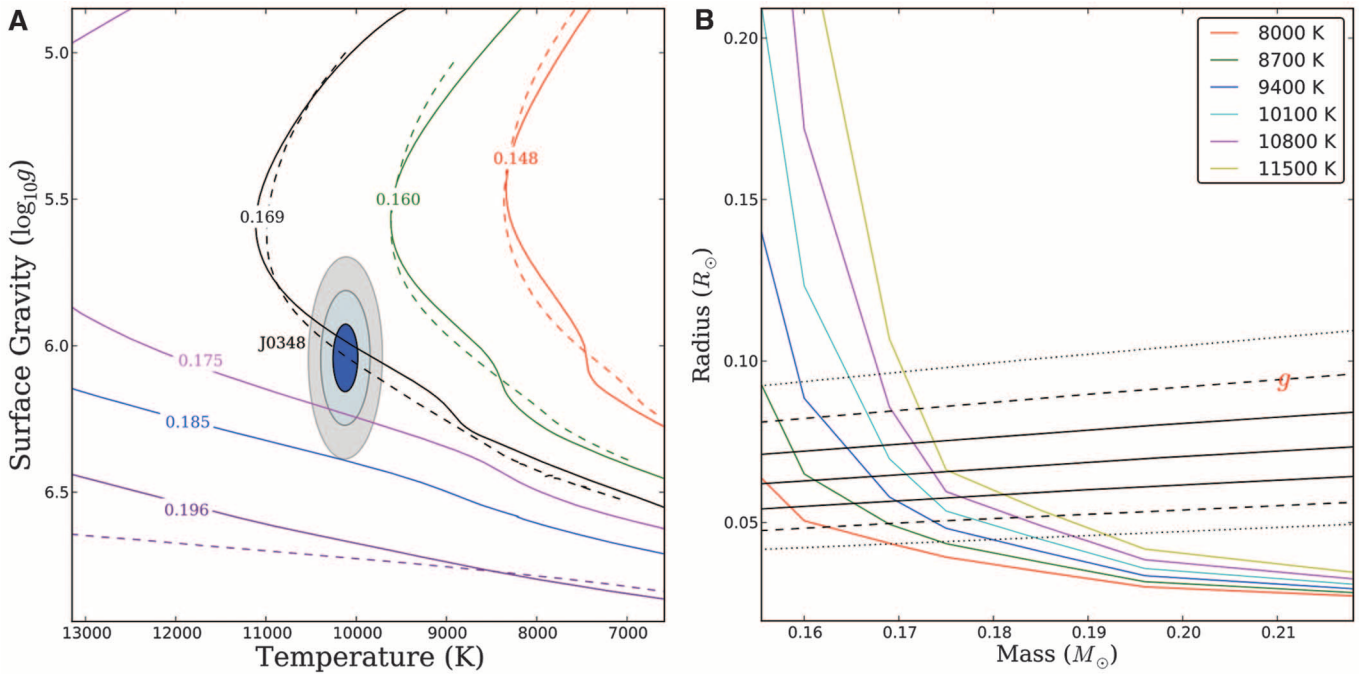 A
Surface Gravity (log₁₀g)
5.0
5.5
6.0
6.5
0.148
0.160
0.169
J0348
0.175
0.185
0.196
13000 12000 11000 10000 9000 8000 7000
Temperature (K)
B
Radius (R☉)
0.20
0.15
0.10
0.05
8000 K
8700 K
9400 K
10100 K
10800 K
11500 K
g
0.16 0.17 0.18 0.19 0.20 0.21
Mass (M☉)